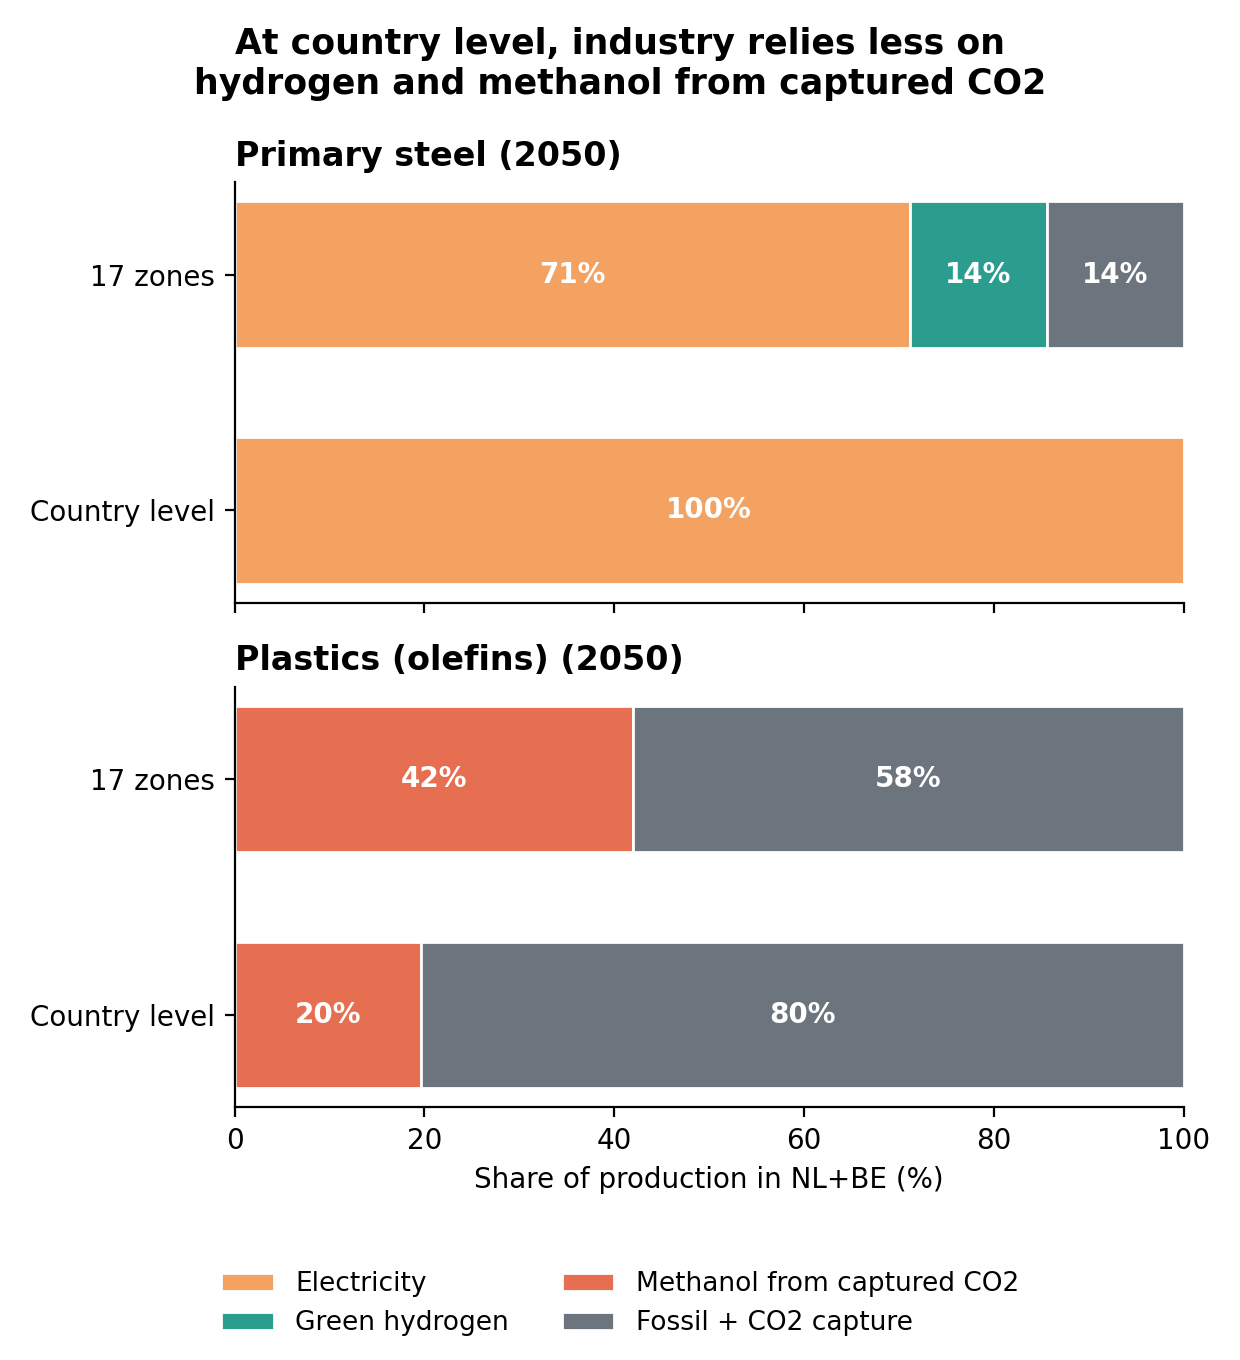 At country level, industry relies less on
hydrogen and methanol from captured CO2
Primary steel (2050)
17 zones
71%
14%
14%
Country level
100%
Plastics (olefins) (2050)
17 zones
42%
58%
Country level
20%
80%
0 20 40 60 80 100
Share of production in NL+BE (%)
Electricity
Green hydrogen
Methanol from captured CO2
Fossil + CO2 capture